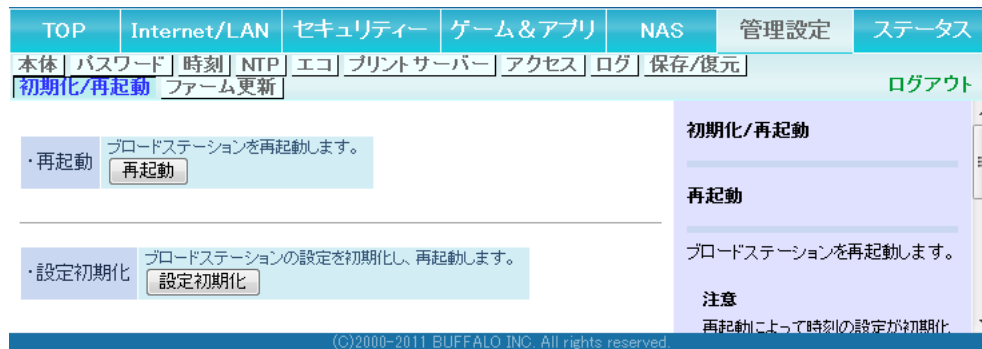 TOP Internet/LAN セキュリティー ゲーム&アプリ NAS 管理設定 ステータス
本体 パスワード 時刻 NTP エコ プリントサーバー アクセス ログ 保存/復元
初期化/再起動 ファーム更新
ログアウト
・再起動
ブロードステーションを再起動します。
再起動
・設定初期化
ブロードステーションの設定を初期化し、再起動します。
設定初期化
初期化/再起動
再起動
ブロードステーションを再起動します。
注意
再起動によって時刻の設定が初期化
(C)2000-2011 BUFFALO INC. All rights reserved.